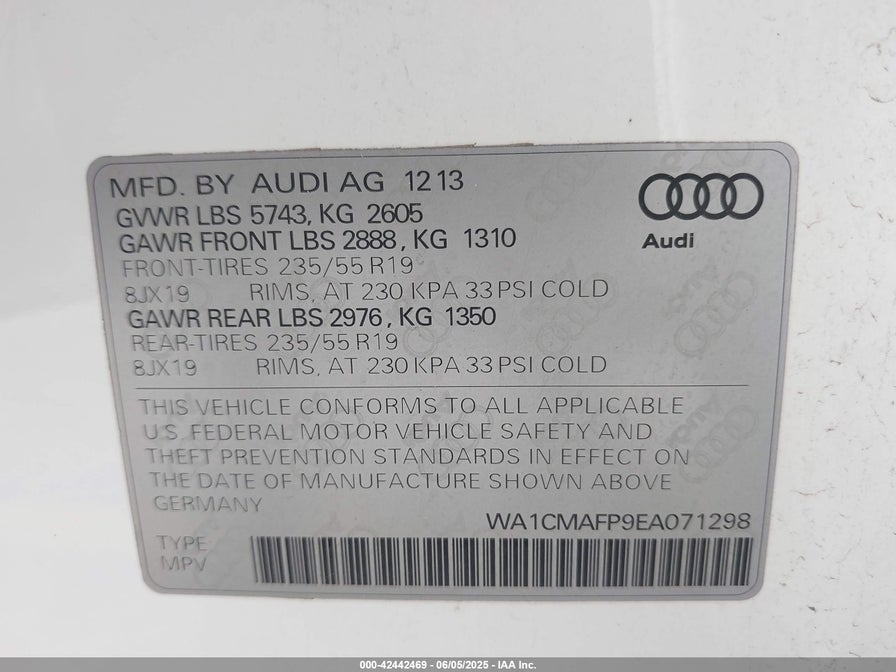 MFD. BY AUDI AG 12 13
GVWR LBS 5743, KG 2605
GAWR FRONT LBS 2888, KG 1310
FRONT-TIRES 235/55 R19
8JX19 RIMS, AT 230 KPA 33 PSI COLD
GAWR REAR LBS 2976, KG 1350
REAR-TIRES 235/55 R19
8JX19 RIMS, AT 230 KPA 33 PSI COLD
Audi
THIS VEHICLE CONFORMS TO ALL APPLICABLE
U.S. FEDERAL MOTOR VEHICLE SAFETY AND
THEFT PREVENTION STANDARDS IN EFFECT ON
THE DATE OF MANUFACTURE SHOWN ABOVE
GERMANY
WA1CMAFP9EA071298
TYPE
MPV
000-42442469 - 06/05/2025 - IAA Inc.